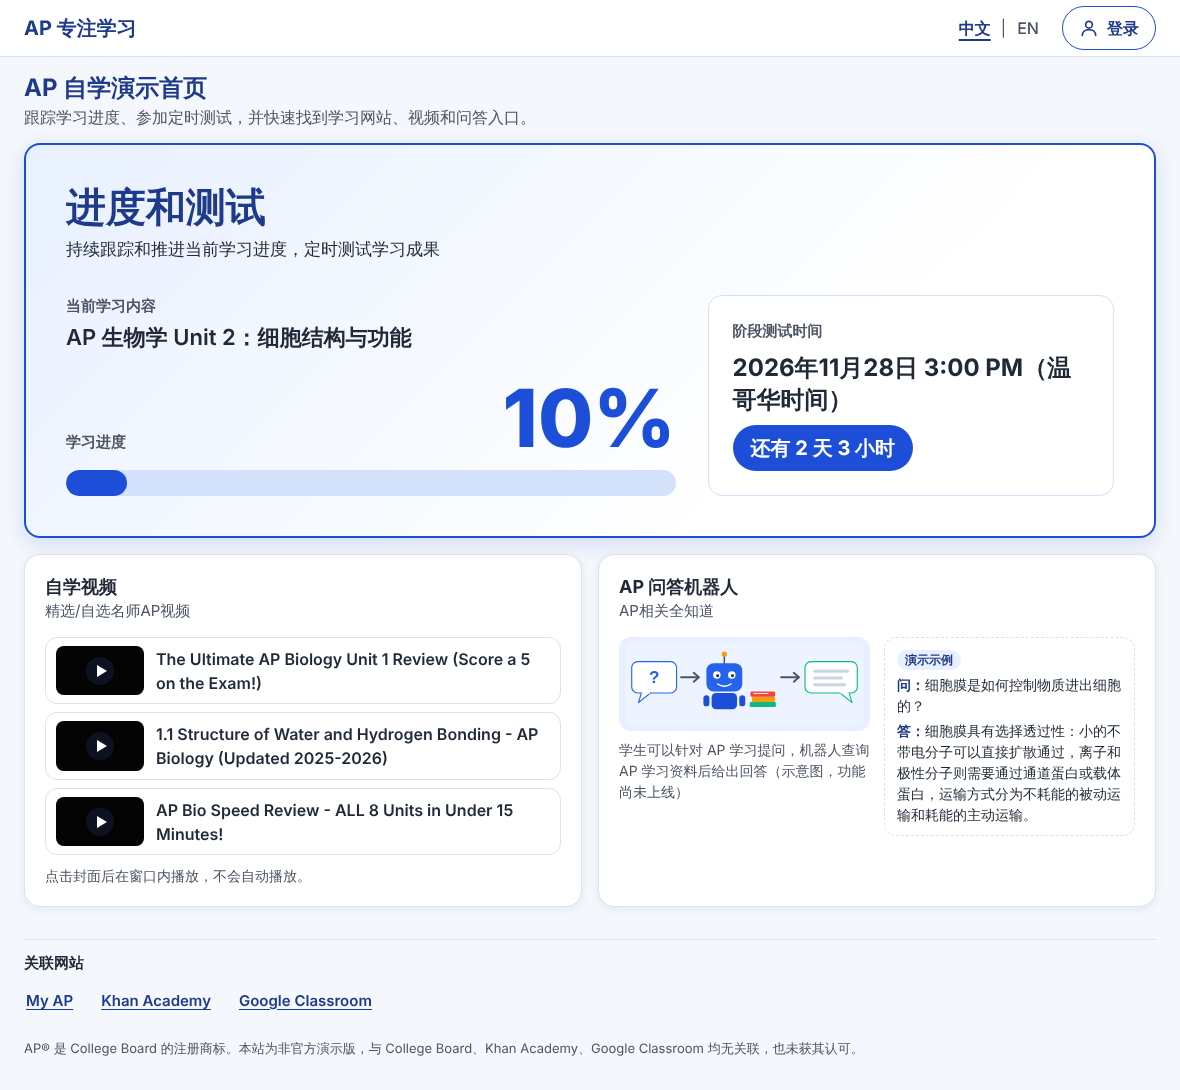 AP 专注学习
中文 | EN 登录
AP 自学演示首页
跟踪学习进度、参加定时测试，并快速找到学习网站、视频和问答入口。
进度和测试
持续跟踪和推进当前学习进度，定时测试学习成果
当前学习内容
AP 生物学 Unit 2：细胞结构与功能
学习进度
10%
阶段测试时间
2026年11月28日 3:00 PM（温
哥华时间）
还有 2 天 3 小时
自学视频
精选/自选名师AP视频
The Ultimate AP Biology Unit 1 Review (Score a 5
on the Exam!)
1.1 Structure of Water and Hydrogen Bonding - AP
Biology (Updated 2025-2026)
AP Bio Speed Review - ALL 8 Units in Under 15
Minutes!
点击封面后在窗口内播放，不会自动播放。
AP 问答机器人
AP相关全知道
?
学生可以针对 AP 学习提问，机器人查询
AP 学习资料后给出回答（示意图，功能
尚未上线）
演示示例
问：细胞膜是如何控制物质进出细胞
的？
答：细胞膜具有选择透过性：小的不
带电分子可以直接扩散通过，离子和
极性分子则需要通过通道蛋白或载体
蛋白，运输方式分为不耗能的被动运
输和耗能的主动运输。
关联网站
My AP Khan Academy Google Classroom
AP® 是 College Board 的注册商标。本站为非官方演示版，与 College Board、Khan Academy、Google Classroom 均无关联，也未获其认可。